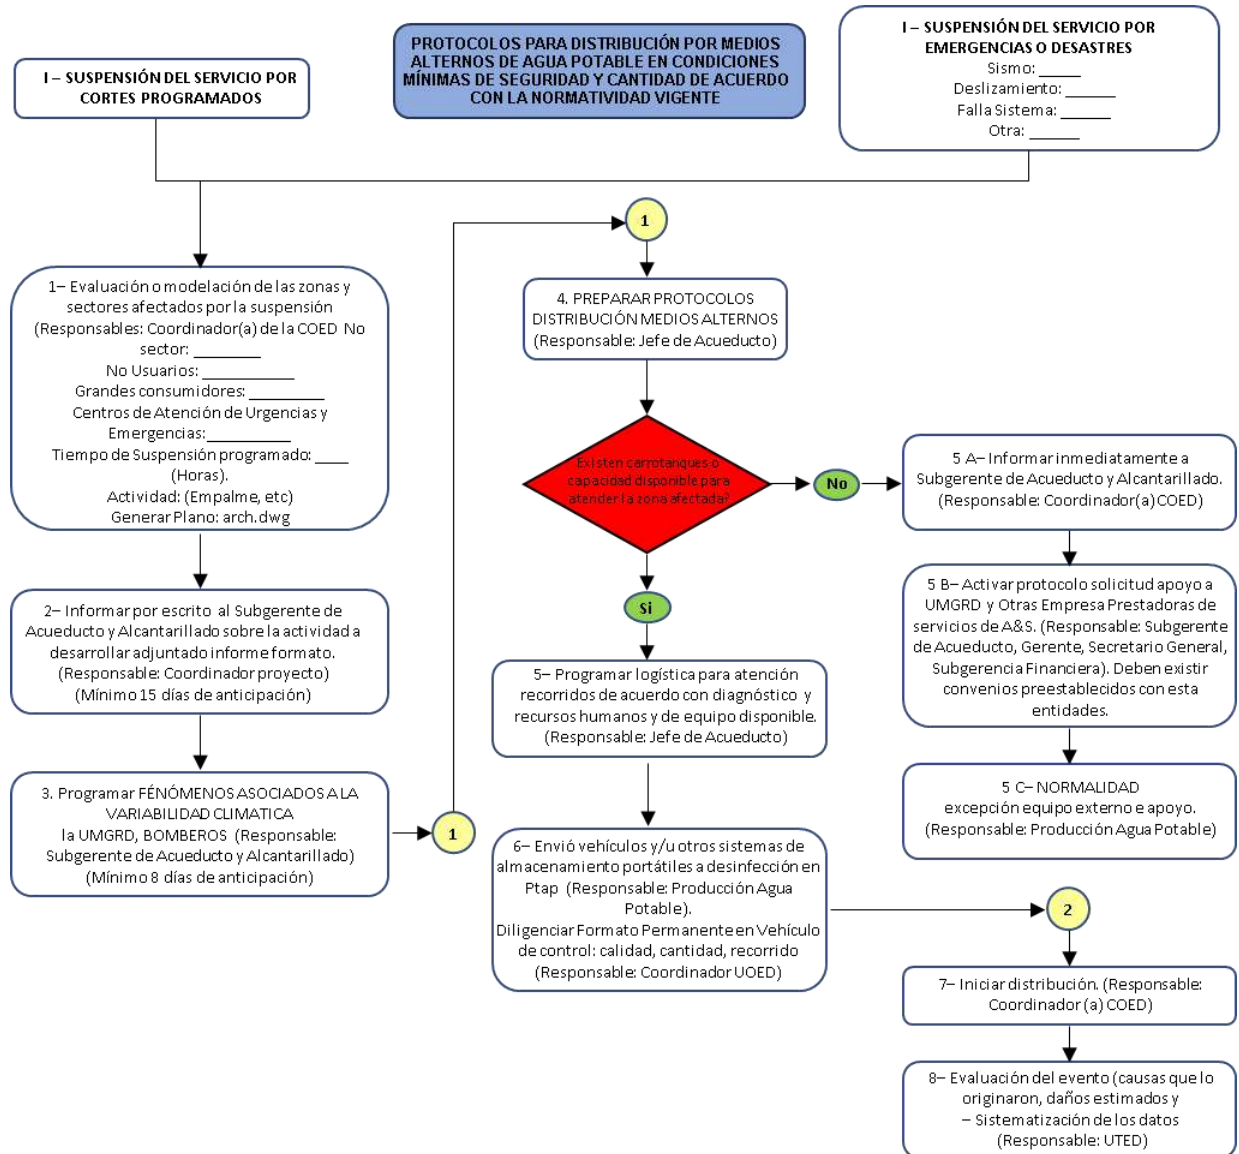 I – SUSPENSIÓN DEL SERVICIO POR
CORTES PROGRAMADOS
PROTOCOLOS PARA DISTRIBUCIÓN POR MEDIOS
ALTERNOS DE AGUA POTABLE EN CONDICIONES
MÍNIMAS DE SEGURIDAD Y CANTIDAD DE ACUERDO
CON LA NORMATIVIDAD VIGENTE
I – SUSPENSIÓN DEL SERVICIO POR
EMERGENCIAS O DESASTRES
Sismo: _____
Deslizamiento: ______
Falla Sistema: ______
Otra: ______
1– Evaluación o modelación de las zonas y
sectores afectados por la suspensión
(Responsables: Coordinador(a) de la COED No
sector: ________
No Usuarios: ___________
Grandes consumidores: _________
Centros de Atención de Urgencias y
Emergencias:__________
Tiempo de Suspensión programado: ____
(Horas).
Actividad: (Empalme, etc)
Generar Plano: arch.dwg
2– Informar por escrito al Subgerente de
Acueducto y Alcantarillado sobre la actividad a
desarrollar adjuntado informe formato.
(Responsable: Coordinador proyecto)
(Mínimo 15 días de anticipación)
3. Programar FÉNÓMENOS ASOCIADOS A LA
VARIABILIDAD CLIMATICA
la UMGRD, BOMBEROS (Responsable:
Subgerente de Acueducto y Alcantarillado)
(Mínimo 8 días de anticipación)
1
1
4. PREPARAR PROTOCOLOS
DISTRIBUCIÓN MEDIOS ALTERNOS
(Responsable: Jefe de Acueducto)
Existen carrotanques o
capacidad disponible para
atender la zona afectada?
No
Si
5 A– Informar inmediatamente a
Subgerente de Acueducto y Alcantarillado.
(Responsable: Coordinador(a) COED)
5 B– Activar protocolo solicitud apoyo a
UMGRD y Otras Empresa Prestadoras de
servicios de A&S. (Responsable: Subgerente
de Acueducto, Gerente, Secretario General,
Subgerencia Financiera). Deben existir
convenios preestablecidos con esta
entidades.
5 C– NORMALIDAD
excepción equipo externo e apoyo.
(Responsable: Producción Agua Potable)
5– Programar logística para atención
recorridos de acuerdo con diagnóstico y
recursos humanos y de equipo disponible.
(Responsable: Jefe de Acueducto)
6– Envió vehículos y/u otros sistemas de
almacenamiento portátiles a desinfección en
Ptap (Responsable: Producción Agua
Potable).
Diligenciar Formato Permanente en Vehículo
de control: calidad, cantidad, recorrido
(Responsable: Coordinador UOED)
2
7– Iniciar distribución. (Responsable:
Coordinador (a) COED)
8– Evaluación del evento (causas que lo
originaron, daños estimados y
– Sistematización de los datos
(Responsable: UTED)